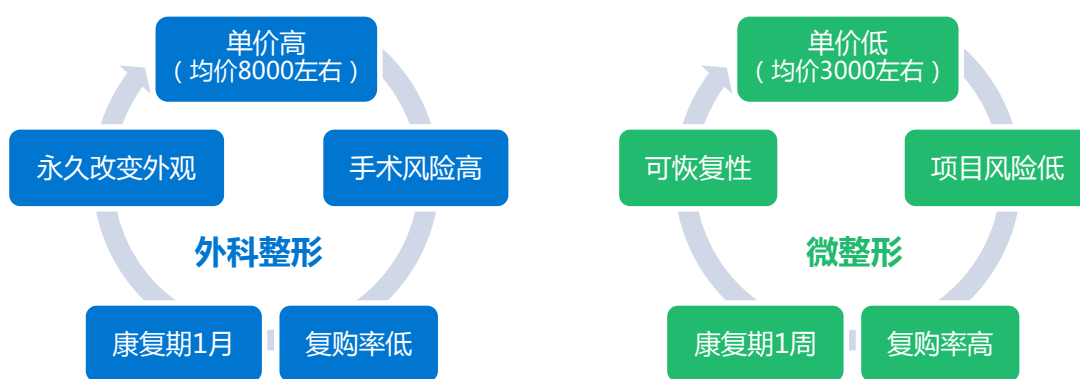 单价高
（均价8000左右）
永久改变外观
手术风险高
外科整形
康复期1月
复购率低
单价低
（均价3000左右）
可恢复性
项目风险低
微整形
康复期1周
复购率高